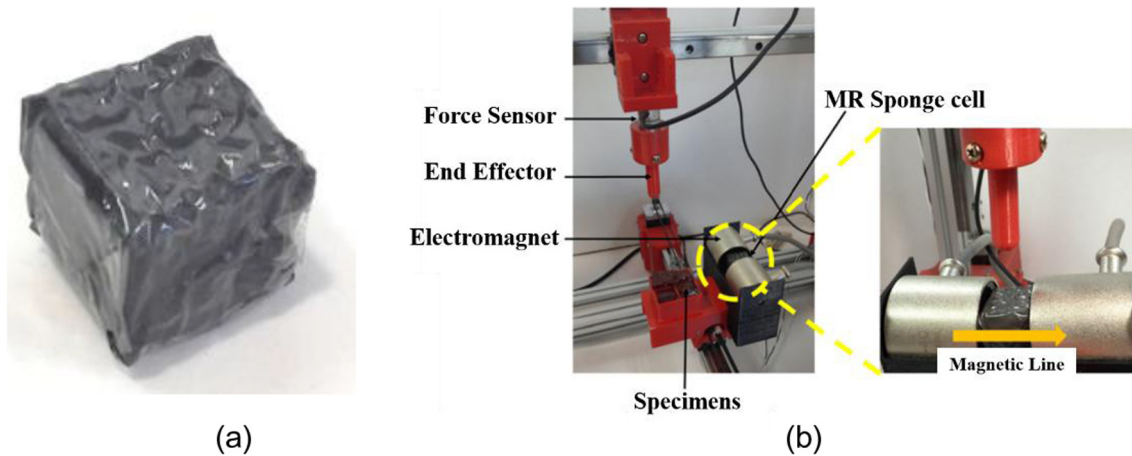 Force Sensor
MR Sponge cell
End Effector
Electromagnet
Magnetic Line
Specimens
(a)
(b)